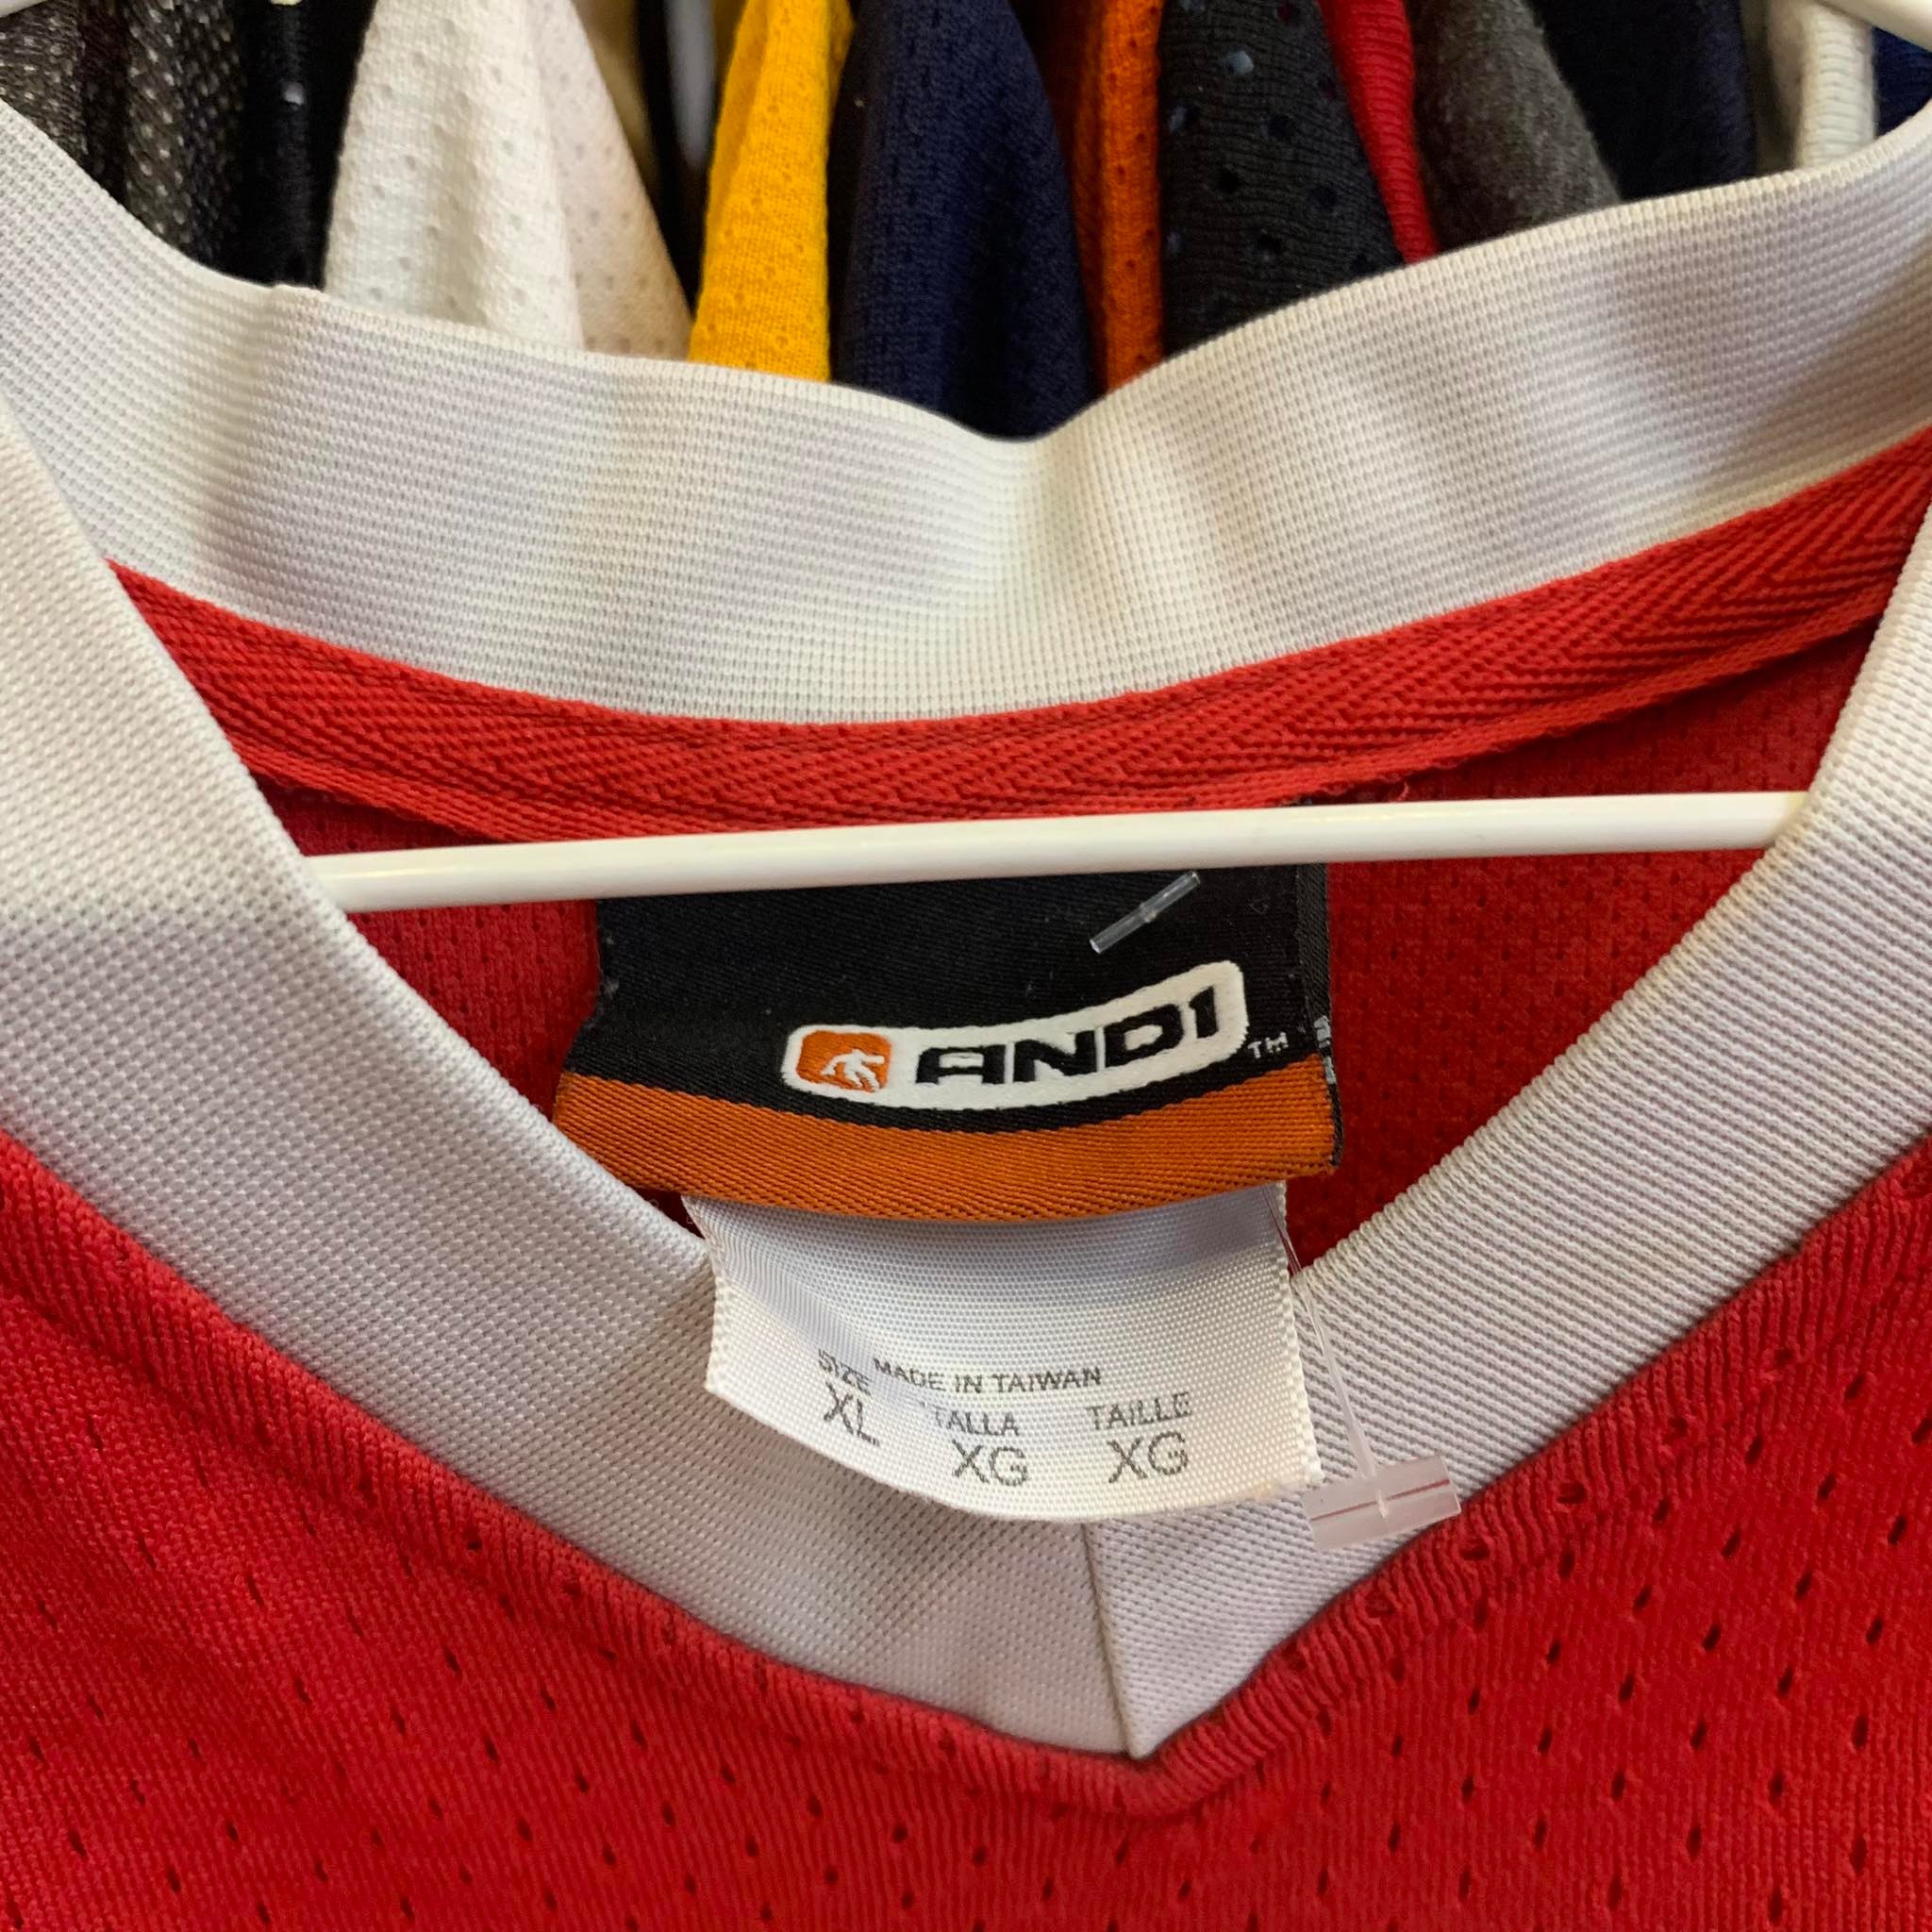 AND1 TM
MADE IN TAIWAN
SIZE TALLA TAILLE
XL XG XG